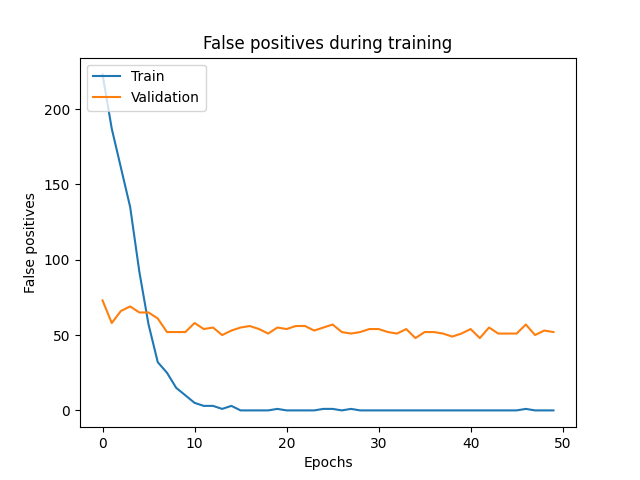 False positives during training
Train
Validation
False positives
200
150
100
50
0
0 10 20 30 40 50
Epochs